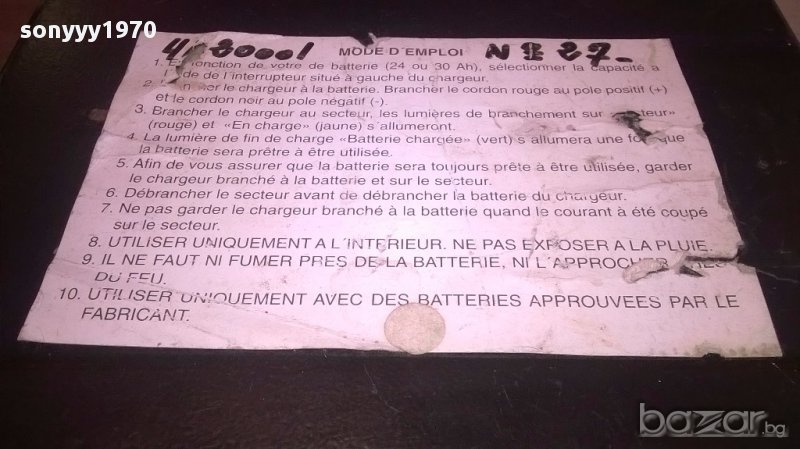 sonyyy1970
MODE D'EMPLOI N 27-
1. fonction de votre de batterie (24 ou 30 Ah), sélectionner la capacité a
de de l'interrupteur situé à gauche du chargeur.
2. le chargeur à la batterie. Brancher le cordon rouge au pole positif (+)
et le cordon noir au pole négatif (-).
3. Brancher le chargeur au secteur, les lumières de branchement sur
(rouge) et «En charge» (jaune) s'allumeront.
4. La lumière de fin de charge «Batterie chargée» (vert) s allumera une que
la batterie sera prêtre à être utilisée.
5. Afin de vous assurer que la batterie sera toujours prête à être utilisée, garder
le chargeur branché à la batterie et sur le secteur.
6. Débrancher le secteur avant de débrancher la batterie du chargeur.
7. Ne pas garder le chargeur branché à la batterie quand le courant à été coupé
sur le secteur.
8. UTILISER UNIQUEMENT A L'INTERIEUR. NE PAS EXPOSER A LA PLUIE.
9. IL NE FAUT NI FUMER PRES DE LA BATTERIE, NI L'APPROCHER
DU FEU.
10. UTILISER UNIQUEMENT AVEC DES BATTERIES APPROUVEES PAR LE
FABRICANT.
bazar.bg